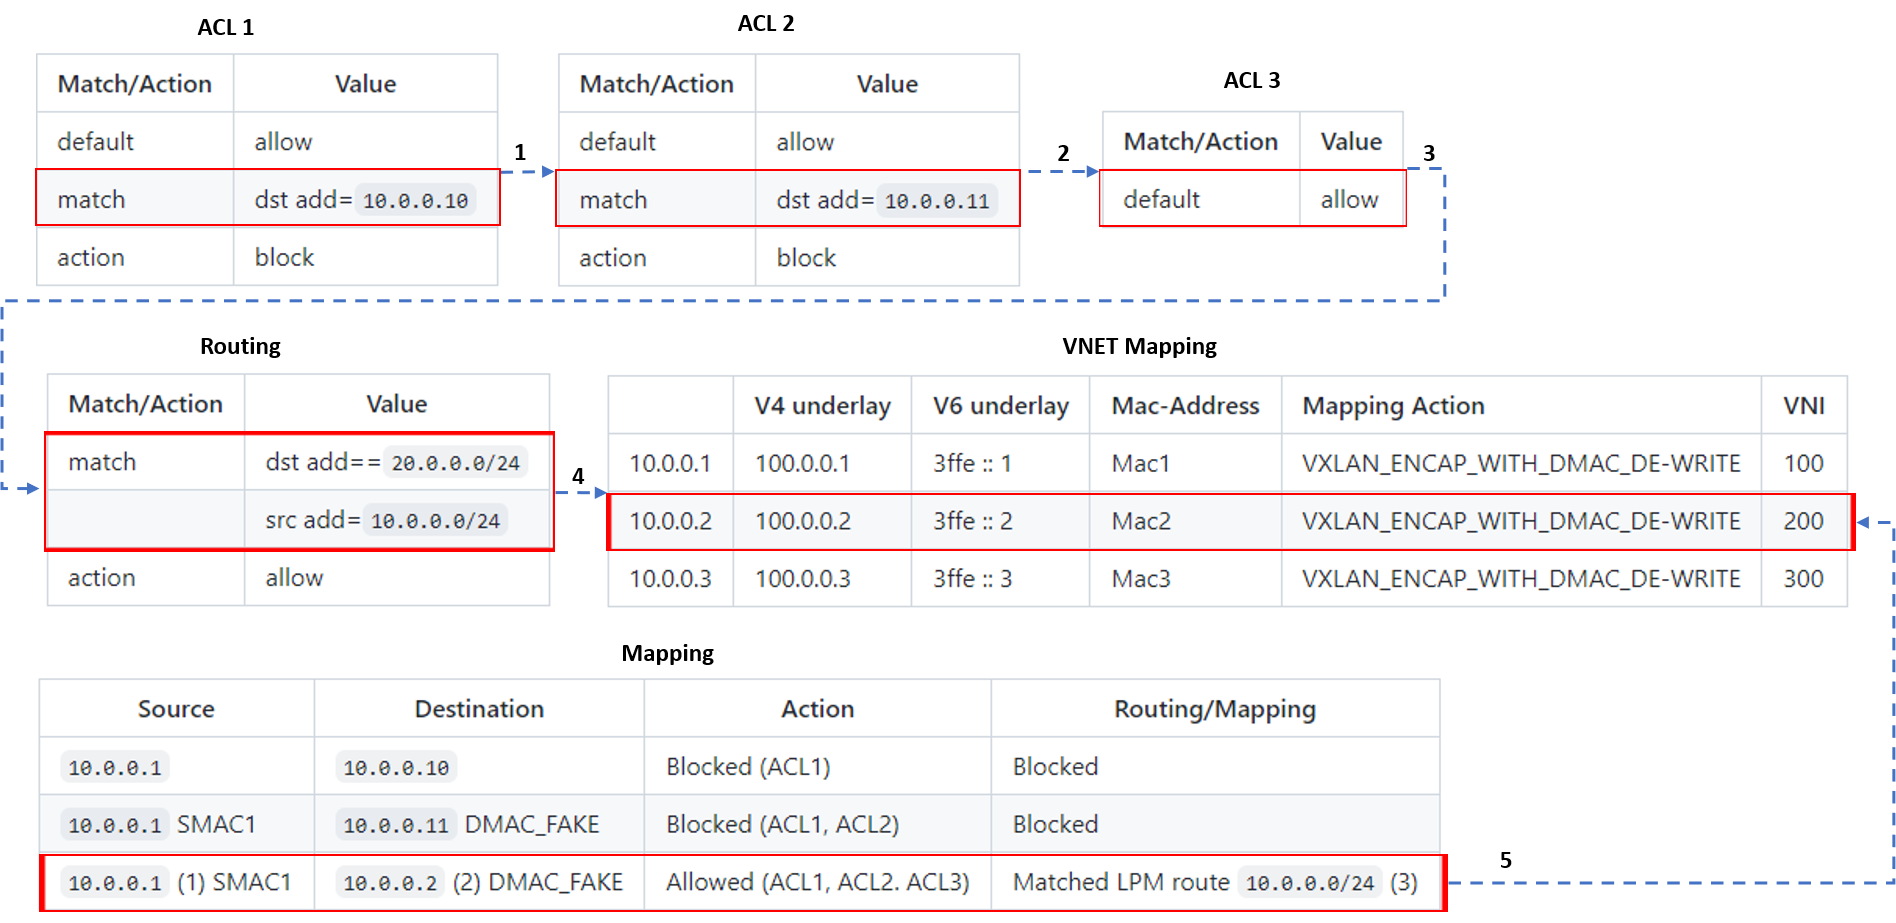 ACL 1
Match/Action Value
default allow
match dst add= 10.0.0.10
action block
1
ACL 2
Match/Action Value
default allow
match dst add= 10.0.0.11
action block
2
ACL 3
Match/Action Value
default allow
3
Routing
Match/Action Value
match dst add== 20.0.0.0/24
src add= 10.0.0.0/24
action allow
4
VNET Mapping
V4 underlay V6 underlay Mac-Address Mapping Action VNI
10.0.0.1 100.0.0.1 3ffe :: 1 Mac1 VXLAN_ENCAP_WITH_DMAC_DE-WRITE 100
10.0.0.2 100.0.0.2 3ffe :: 2 Mac2 VXLAN_ENCAP_WITH_DMAC_DE-WRITE 200
10.0.0.3 100.0.0.3 3ffe :: 3 Mac3 VXLAN_ENCAP_WITH_DMAC_DE-WRITE 300
Mapping
Source Destination Action Routing/Mapping
10.0.0.1 10.0.0.10 Blocked (ACL1) Blocked
10.0.0.1 SMAC1 10.0.0.11 DMAC_FAKE Blocked (ACL1, ACL2) Blocked
10.0.0.1 (1) SMAC1 10.0.0.2 (2) DMAC_FAKE Allowed (ACL1, ACL2. ACL3) Matched LPM route 10.0.0.0/24 (3)
5